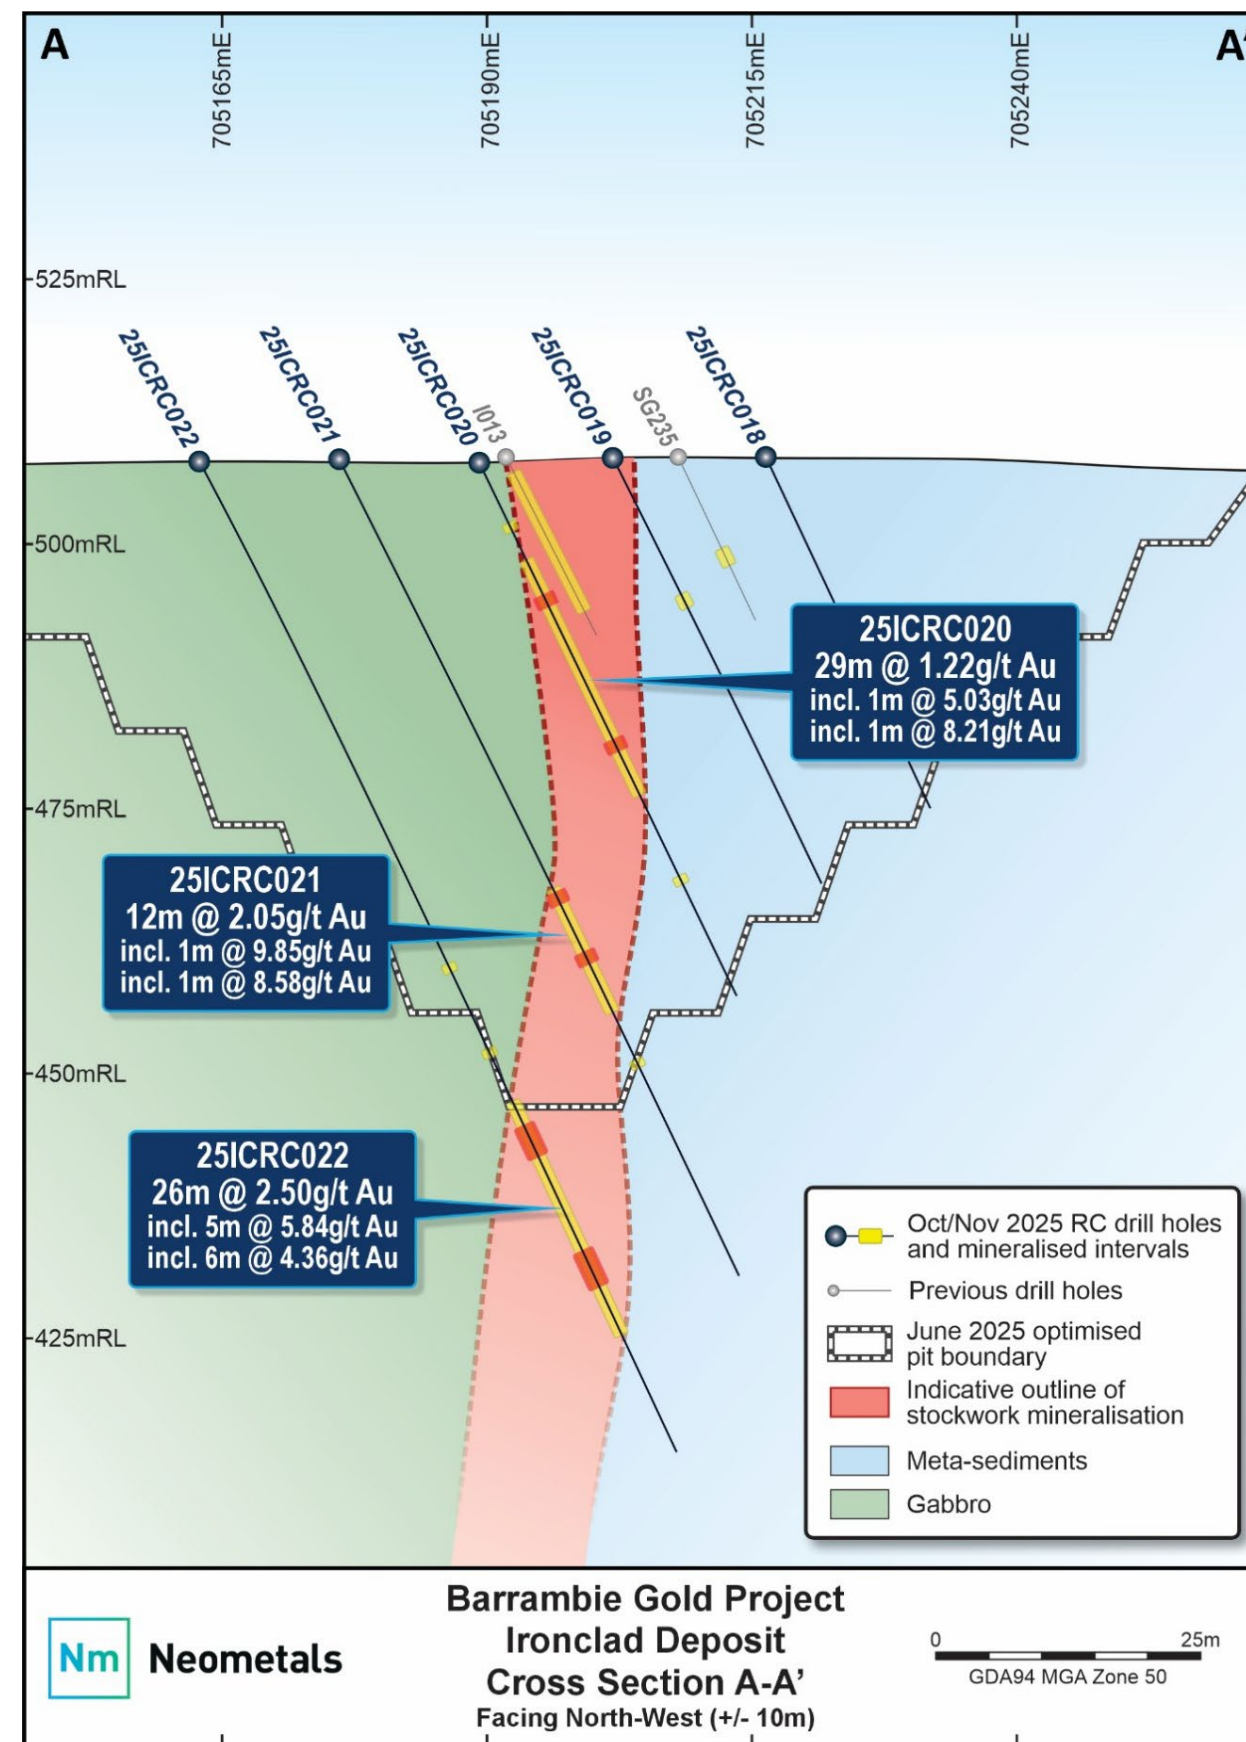 A
705165mE
705190mE
705215mE
705240mE
A'
525mRL
25ICRC022
25ICRC021
25ICRC020
I013
25ICRC019
SG235
25ICRC018
500mRL
25ICRC020
29m @ 1.22g/t Au
incl. 1m @ 5.03g/t Au
incl. 1m @ 8.21g/t Au
475mRL
25ICRC021
12m @ 2.05g/t Au
incl. 1m @ 9.85g/t Au
incl. 1m @ 8.58g/t Au
450mRL
25ICRC022
26m @ 2.50g/t Au
incl. 5m @ 5.84g/t Au
incl. 6m @ 4.36g/t Au
425mRL
Oct/Nov 2025 RC drill holes
and mineralised intervals
Previous drill holes
June 2025 optimised
pit boundary
Indicative outline of
stockwork mineralisation
Meta-sediments
Gabbro
Nm Neometals
Barrambie Gold Project
Ironclad Deposit
Cross Section A-A’
Facing North-West (+/- 10m)
0 25m
GDA94 MGA Zone 50